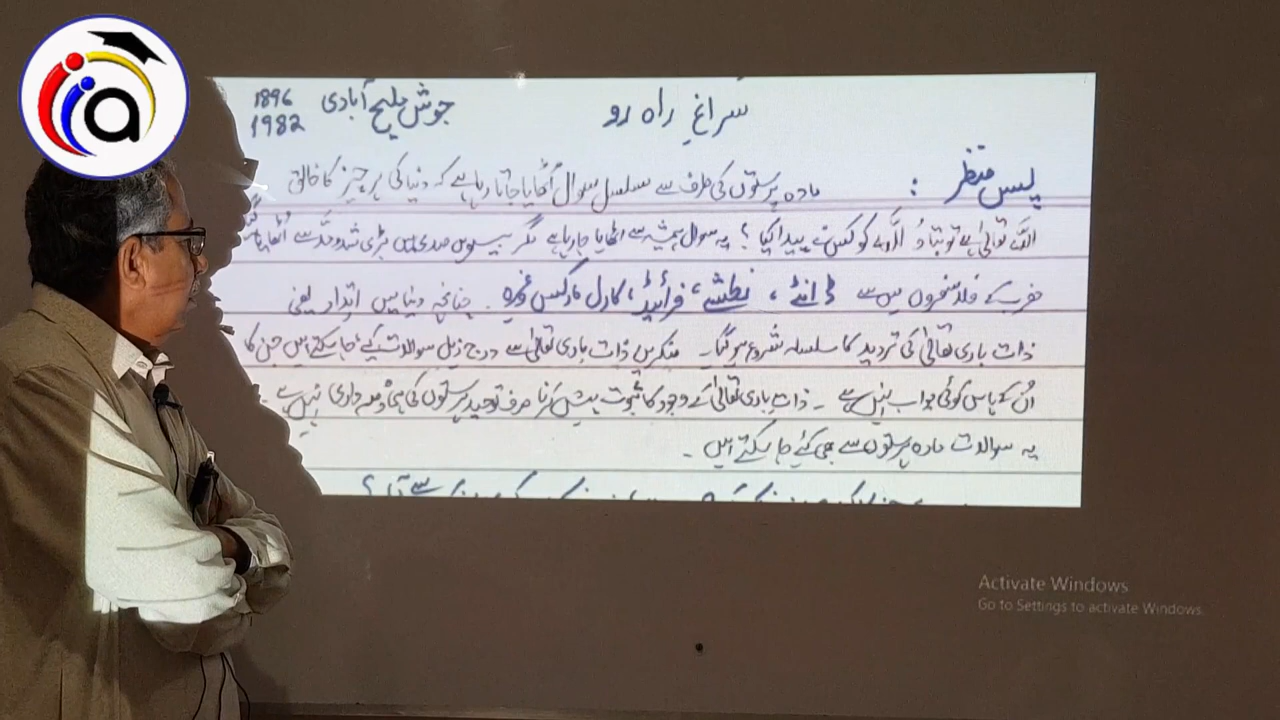 سراغِ راہ رو جوش ملیح آبادی 1896 1982
پس منظر : مادہ پرستوں کی طرف سے مسلسل سوال اُٹھایا جاتا رہا ہے کہ دنیا کی ہر چیز کا خالق
اللہ تعالیٰ ہے تو بتاؤ اللہ کو کس نے پیدا کیا ؟ یہ سوال ہمیشہ سے اٹھایا جا رہا ہے مگر بیسویں صدی میں بڑی شدومد سے اُٹھایا گیا
مغرب کے فلاسفروں میں سے ڈانٹے ، نطشے ، فرائیڈ ، کارل مارکس وغیرہ ۔ چنانچہ دنیا میں یعنی
ذات باری تعالیٰ کی تردید کا سلسلہ شروع ہو گیا ۔ منکرین ذات باری تعالیٰ سے درج ذیل سوالات کیے جا سکتے ہیں جن کا
اُن کے پاس کوئی جواب نہیں ہے ۔ ذات باری تعالیٰ کے وجود کا ثبوت پیش کرنا صرف توحید پرستوں کی ہی ذمہ داری نہیں ہے
یہ سوالات مادہ پرستوں سے بھی کئے جا سکتے ہیں ۔
a
Activate Windows
Go to Settings to activate Windows.